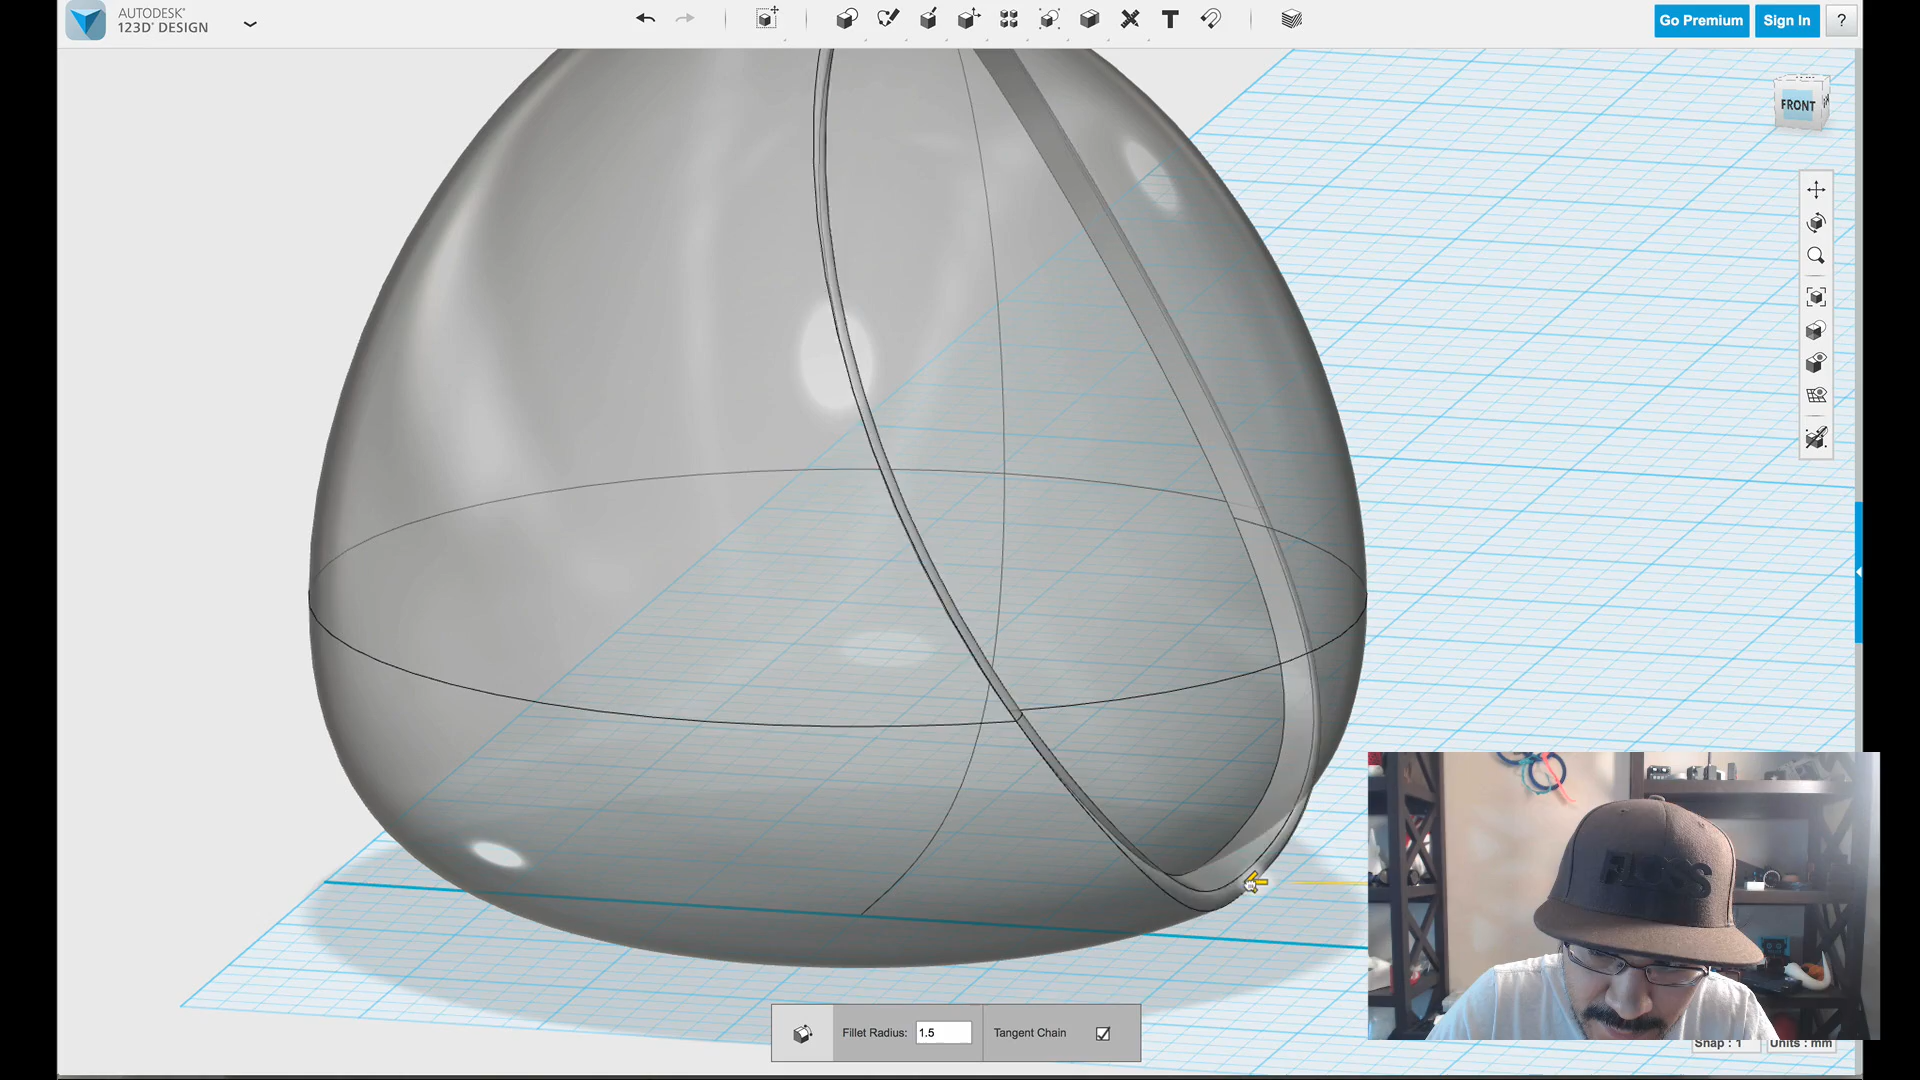 AUTODESK®
123D® DESIGN
Go Premium
Sign In
?
FRONT
Fillet Radius: 1.5
Tangent Chain
Snap : 1
Units : mm